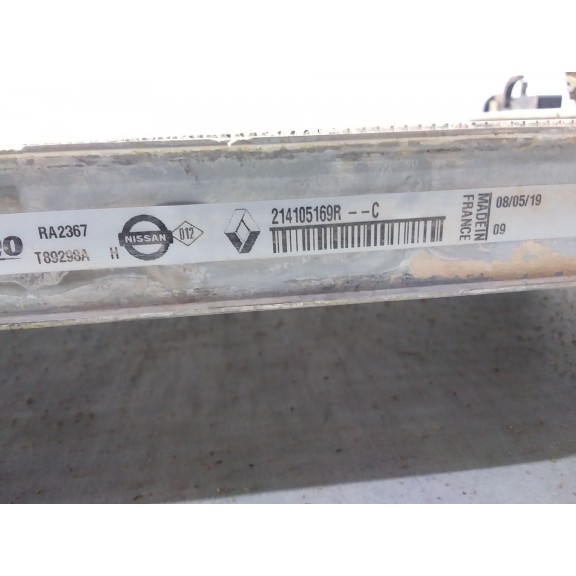 RA2367
T89298A H
NISSAN
012
214105169R - - C
MADE IN
FRANCE
08/05/19
09